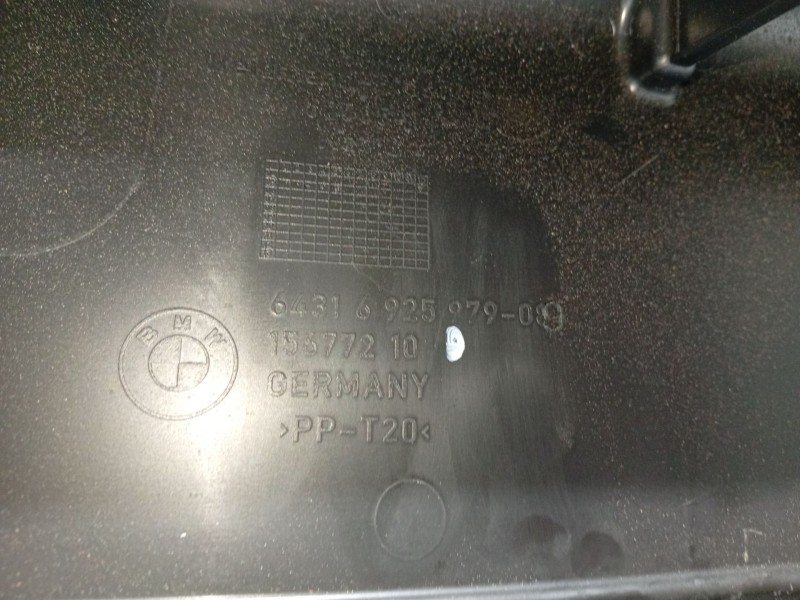 BMW
6431 6 925 979-09
153772 10
GERMANY
>PP-T20<